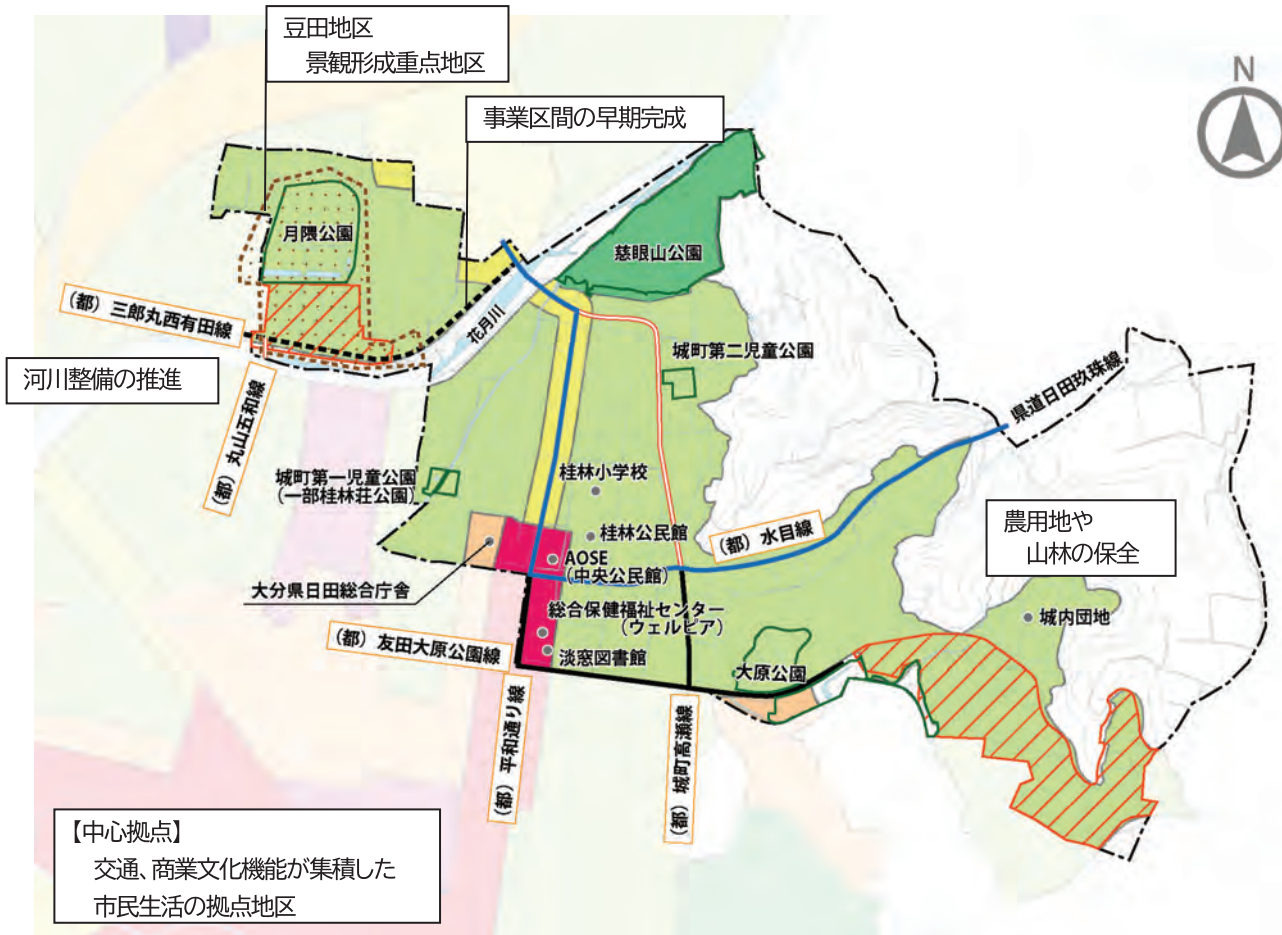 豆田地区
景観形成重点地区
事業区間の早期完成
N
月隈公園
慈眼山公園
(都) 三郎丸西有田線
花月川
城町第二児童公園
河川整備の推進
県道日田玖珠線
(都) 丸山五和線
城町第一児童公園
(一部桂林荘公園)
桂林小学校
農用地や
山林の保全
桂林公民館
(都) 水目線
AOSE
(中央公民館)
大分県日田総合庁舎
総合保健福祉センター
(ウェルピア)
城内団地
(都) 友田大原公園線
淡窓図書館
大原公園
(都) 平和通り線
(都) 城町高瀬線
【中心拠点】
交通、商業文化機能が集積した
市民生活の拠点地区